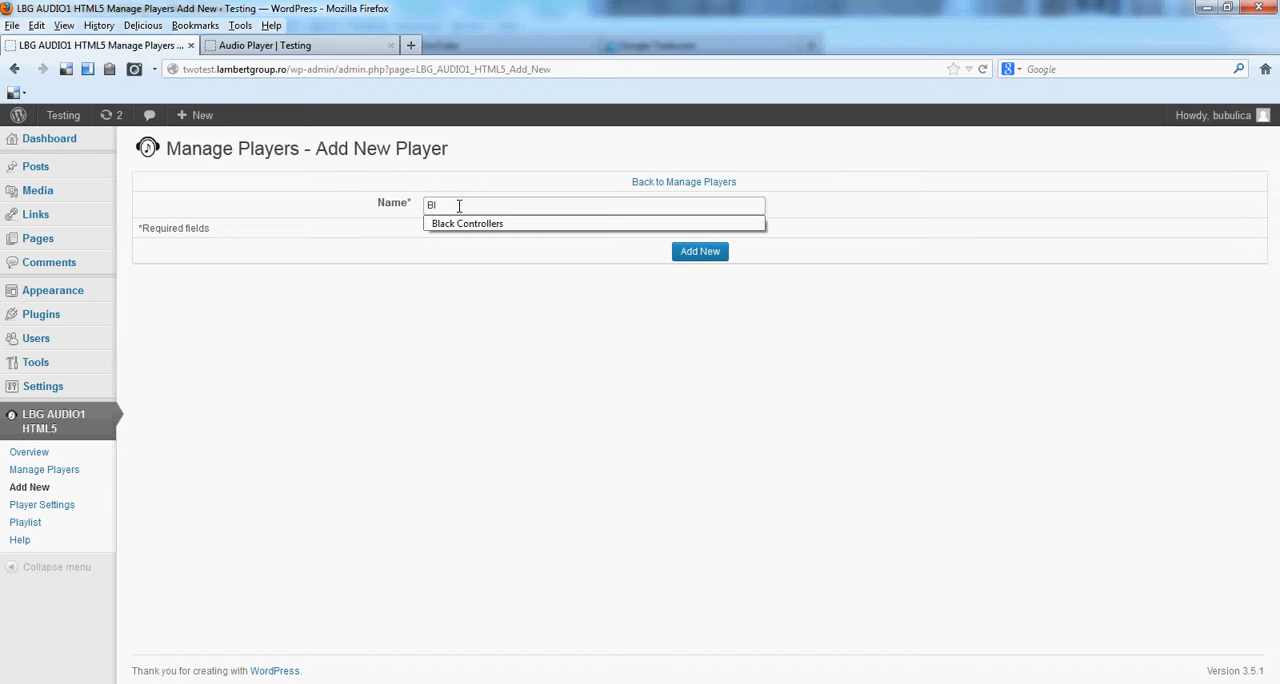 LBG AUDIO1 HTML5 Manage Players Add New ‹ Testing — WordPress - Mozilla Firefox
File Edit View History Delicious Bookmarks Tools Help
LBG AUDIO1 HTML5 Manage Players ... × Audio Player | Testing × +
twotest.lambertgroup.ro/wp-admin/admin.php?page=LBG_AUDIO1_HTML5_Add_New Google
Testing 2 + New Howdy, bubulica
Dashboard
Posts
Media
Links
Pages
Comments
Appearance
Plugins
Users
Tools
Settings
LBG AUDIO1
HTML5
Overview
Manage Players
Add New
Player Settings
Playlist
Help
Collapse menu
Manage Players - Add New Player
Back to Manage Players
Name* Bl
Black Controllers
*Required fields
Add New
Thank you for creating with WordPress. Version 3.5.1